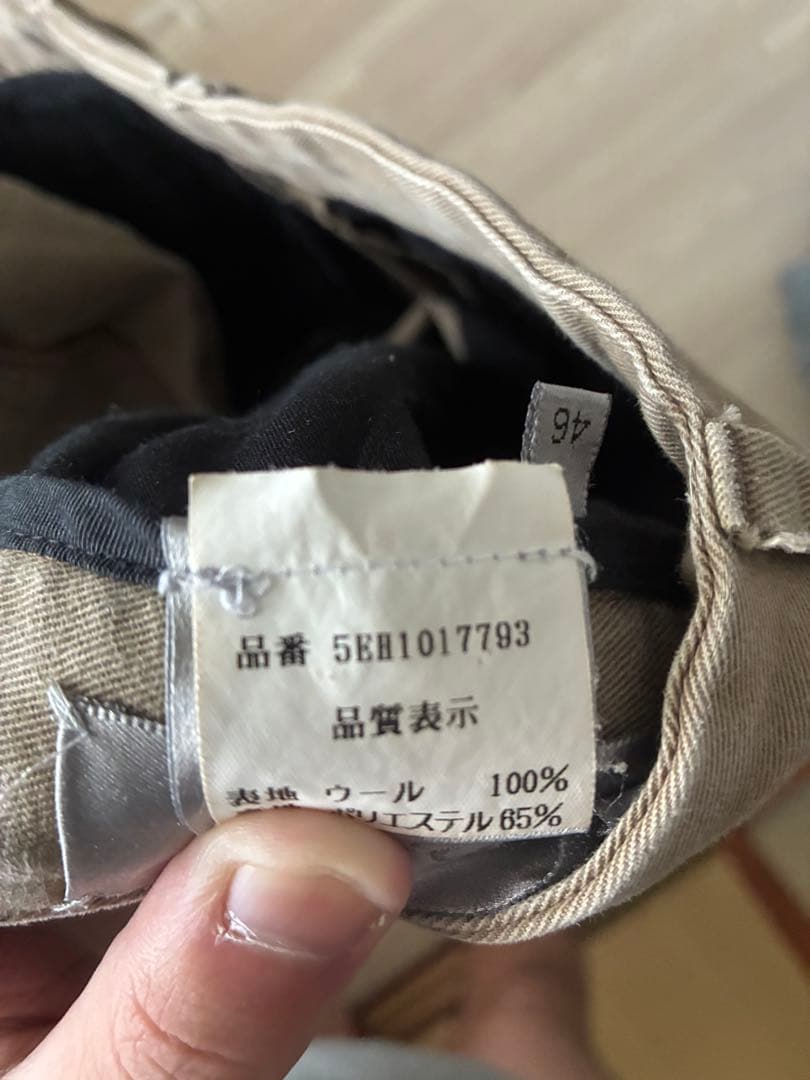 46
品番 5EH1017793
品質表示
表地 ウール 100%
ポリエステル 65%